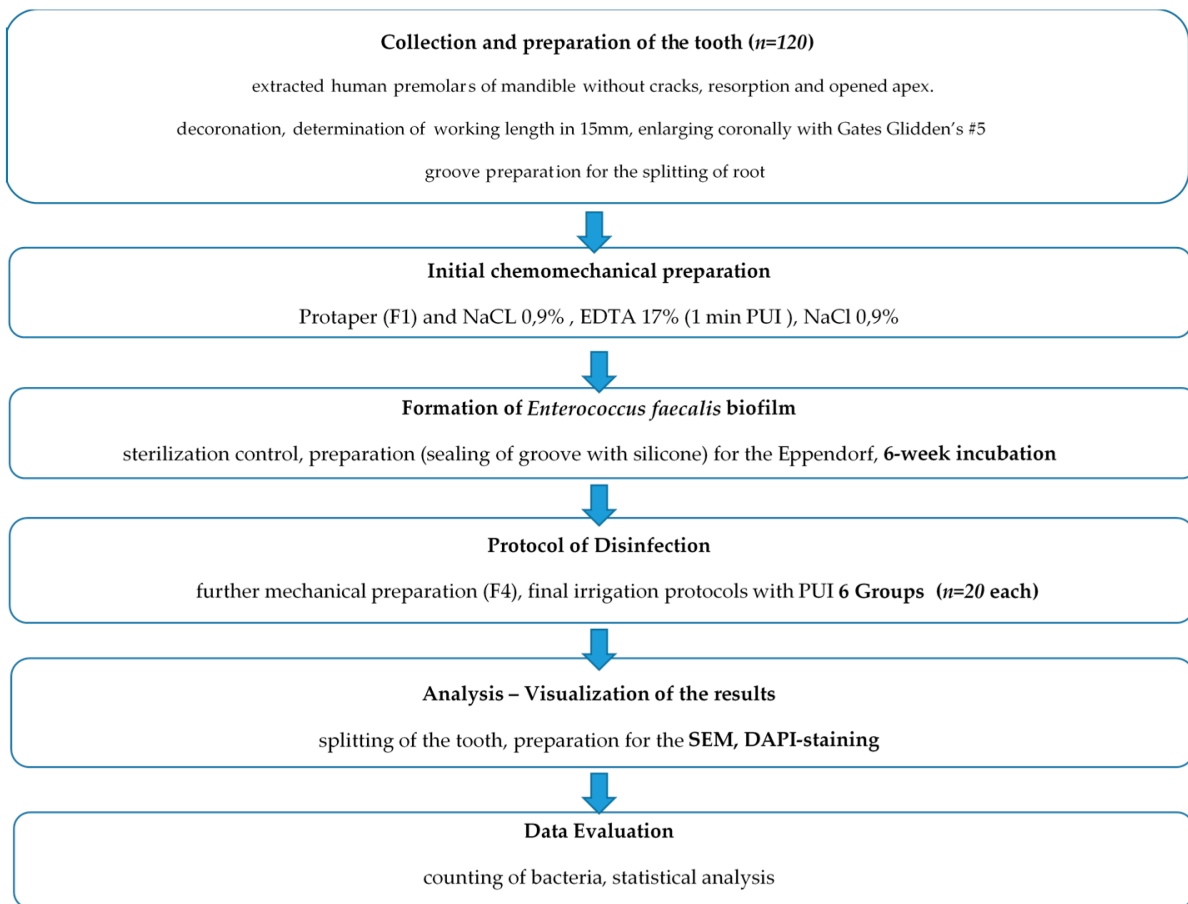 Collection and preparation of the tooth (n=120)
extracted human premolars of mandible without cracks, resorption and opened apex.
decoronation, determination of working length in 15mm, enlarging coronally with Gates Glidden's #5
groove preparation for the splitting of root
Initial chemomechanical preparation
Protaper (F1) and NaCL 0,9% , EDTA 17% (1 min PUI ), NaCl 0,9%
Formation of Enterococcus faecalis biofilm
sterilization control, preparation (sealing of groove with silicone) for the Eppendorf, 6-week incubation
Protocol of Disinfection
further mechanical preparation (F4), final irrigation protocols with PUI 6 Groups (n=20 each)
Analysis – Visualization of the results
splitting of the tooth, preparation for the SEM, DAPI-staining
Data Evaluation
counting of bacteria, statistical analysis